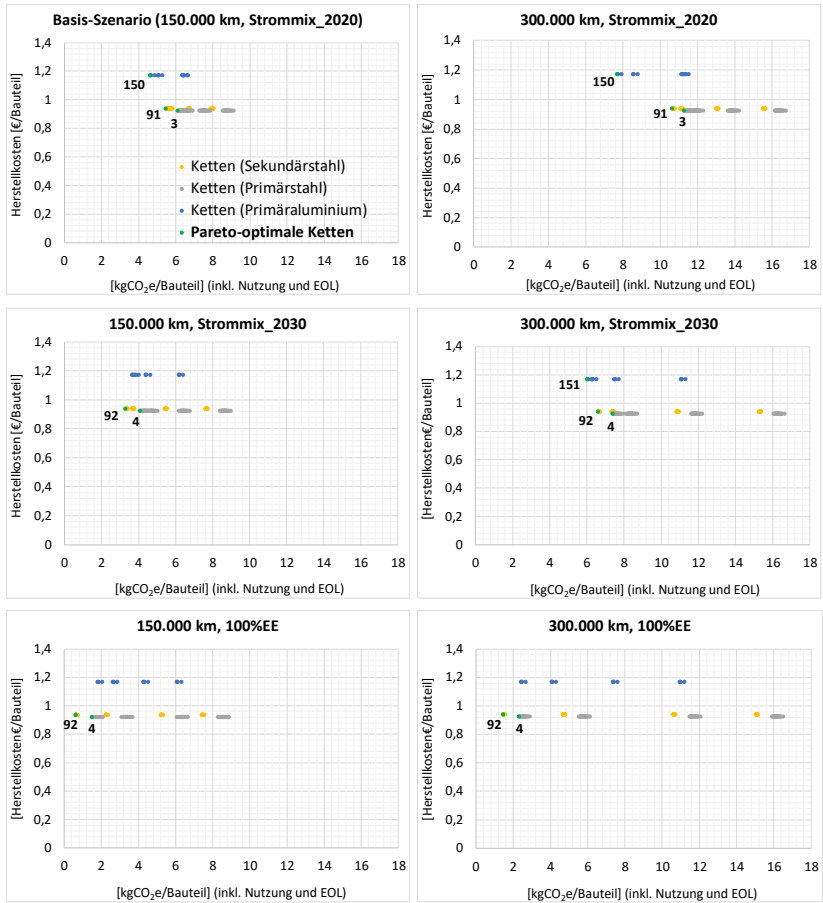 Basis-Szenario (150.000 km, Strommix_2020)
Herstellkosten [€/Bauteil]
1,4
1,2
1
0,8
0,6
0,4
0,2
0
150
91
3
Ketten (Sekundärstahl)
Ketten (Primärstahl)
Ketten (Primäraluminium)
Pareto-optimale Ketten
0 2 4 6 8 10 12 14 16 18
[kgCO₂e/Bauteil] (inkl. Nutzung und EOL)
300.000 km, Strommix_2020
Herstellkosten [€/Bauteil]
1,4
1,2
1
0,8
0,6
0,4
0,2
0
150
91
3
0 2 4 6 8 10 12 14 16 18
[kgCO₂e/Bauteil] (inkl. Nutzung und EOL)
150.000 km, Strommix_2030
Herstellkosten [€/Bauteil]
1,4
1,2
1
0,8
0,6
0,4
0,2
0
92
4
0 2 4 6 8 10 12 14 16 18
[kgCO₂e/Bauteil] (inkl. Nutzung und EOL)
300.000 km, Strommix_2030
[Herstellkosten€/Bauteil]
1,4
1,2
1
0,8
0,6
0,4
0,2
0
151
92
4
0 2 4 6 8 10 12 14 16 18
[kgCO₂e/Bauteil] (inkl. Nutzung und EOL)
150.000 km, 100%EE
[Herstellkosten€/Bauteil]
1,4
1,2
1
0,8
0,6
0,4
0,2
0
92
4
0 2 4 6 8 10 12 14 16 18
[kgCO₂e/Bauteil] (inkl. Nutzung und EOL)
300.000 km, 100%EE
[Herstellkosten€/Bauteil]
1,4
1,2
1
0,8
0,6
0,4
0,2
0
92
4
0 2 4 6 8 10 12 14 16 18
[kgCO₂e/Bauteil] (inkl. Nutzung und EOL)